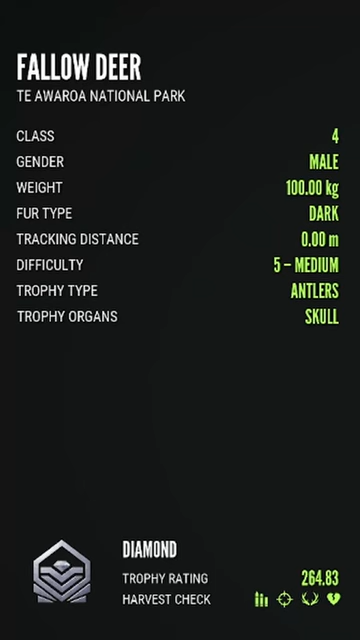 FALLOW DEER
TE AWAROA NATIONAL PARK
CLASS 4
GENDER MALE
WEIGHT 100.00 kg
FUR TYPE DARK
TRACKING DISTANCE 0.00 m
DIFFICULTY 5 – MEDIUM
TROPHY TYPE ANTLERS
TROPHY ORGANS SKULL
DIAMOND
TROPHY RATING 264.83
HARVEST CHECK